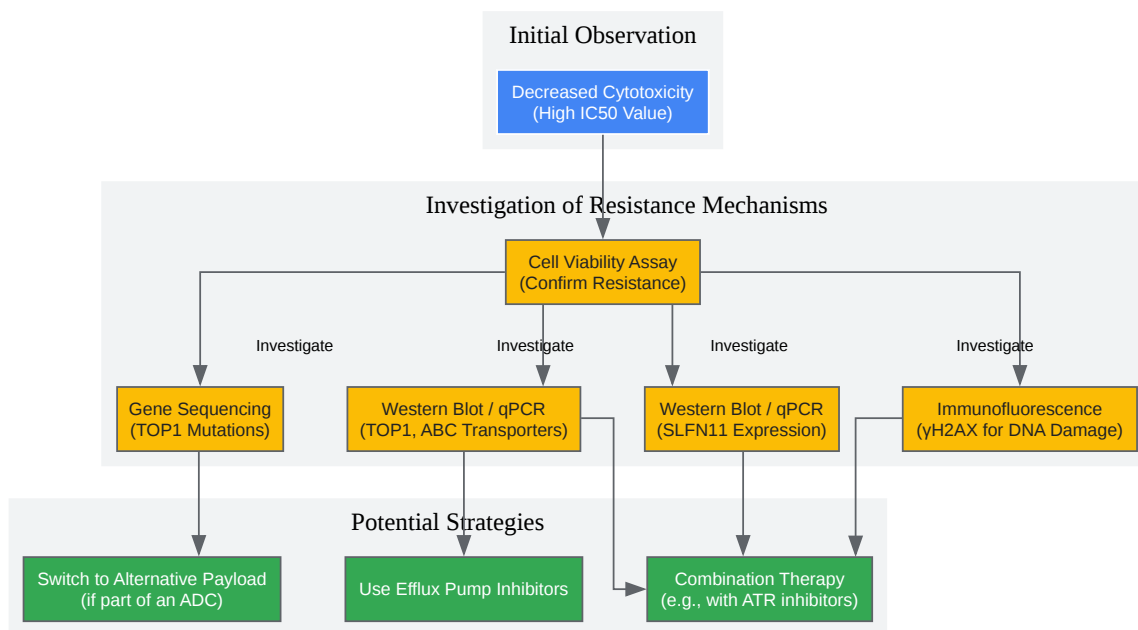 Initial Observation
Decreased Cytotoxicity
(High IC50 Value)
Investigation of Resistance Mechanisms
Cell Viability Assay
(Confirm Resistance)
Investigate
Investigate
Investigate
Investigate
Gene Sequencing
(TOP1 Mutations)
Western Blot / qPCR
(TOP1, ABC Transporters)
Western Blot / qPCR
(SLFN11 Expression)
Immunofluorescence
(γH2AX for DNA Damage)
Potential Strategies
Switch to Alternative Payload
(if part of an ADC)
Use Efflux Pump Inhibitors
Combination Therapy
(e.g., with ATR inhibitors)